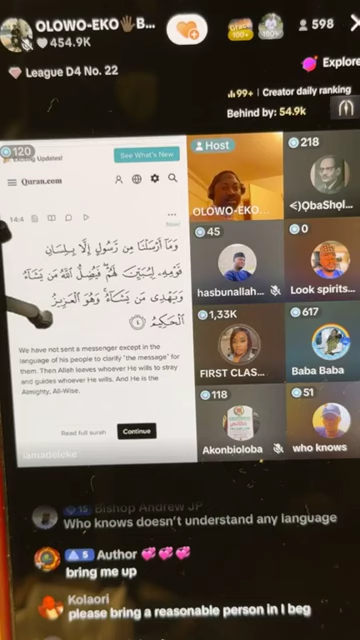 OLOWO-EKO🖐🏿B...
454.9K
100+
100+
598
League D4 No. 22
Explore
99+ | Creator daily ranking
Behind by: 54.9k
120
Exciting Updates!
See What's New
Quran.com
14:4
وَمَآ أَرْسَلْنَا مِن رَّسُولٍ إِلَّا بِلِسَانِ
قَوْمِهِۦ لِيُبَيِّنَ لَهُمْ ۖ فَيُضِلُّ ٱللَّهُ مَن يَشَآءُ
وَيَهْدِى مَن يَشَآءُ ۚ وَهُوَ ٱلْعَزِيزُ
ٱلْحَكِيمُ ٤
We have not sent a messenger except in the
language of his people to clarify ˹the message˺ for
them. Then Allah leaves whoever He wills to stray
and guides whoever He wills. And He is the
Almighty, All-Wise.
Read full surah
Continue
Host
OLOWO-EKO...
218
<)ObaShol...
45
hasbunallah...
0
Look spirits...
1,33K
FIRST CLAS...
617
Baba Baba
118
Akonbioloba
51
who knows
15 Bishop Andrew JP
Who knows doesn't understand any language
5 Author 💞💞💞
bring me up
Kolaori
please bring a reasonable person in I beg